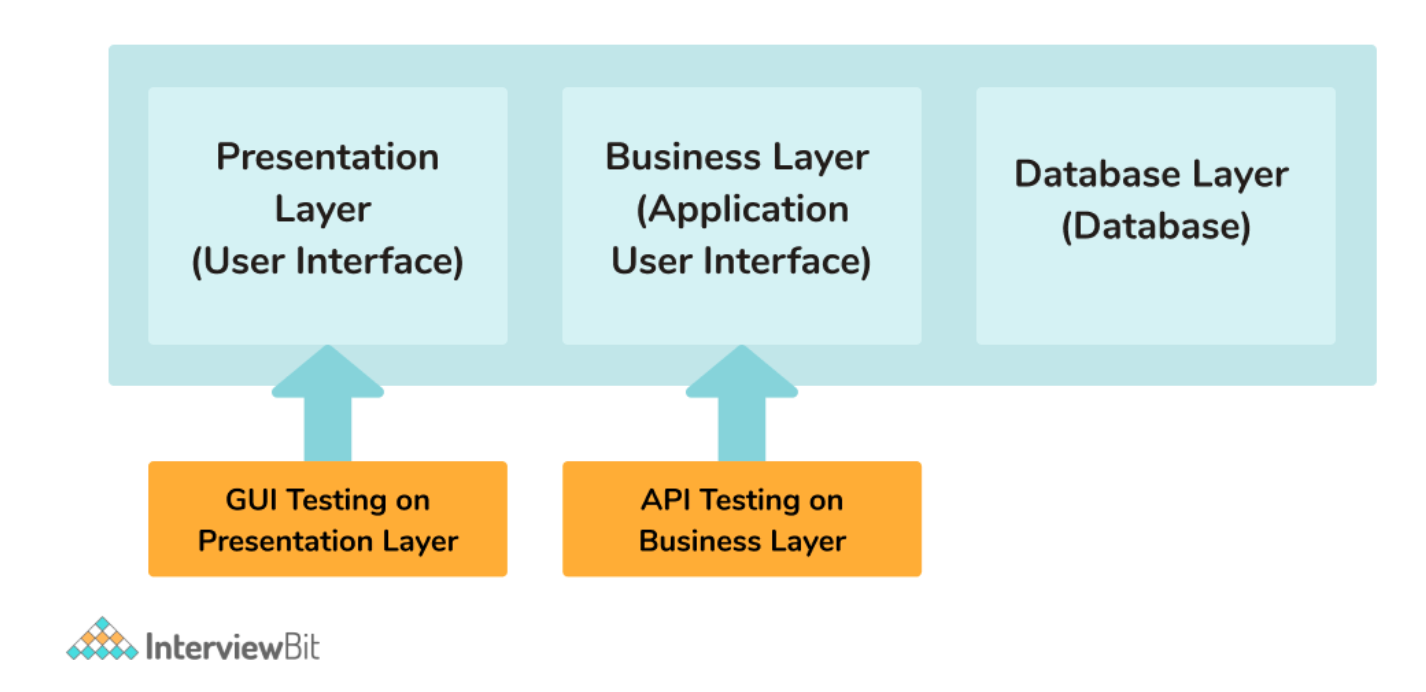 Presentation
Layer
(User Interface)
Business Layer
(Application
User Interface)
Database Layer
(Database)
GUI Testing on
Presentation Layer
API Testing on
Business Layer
InterviewBit